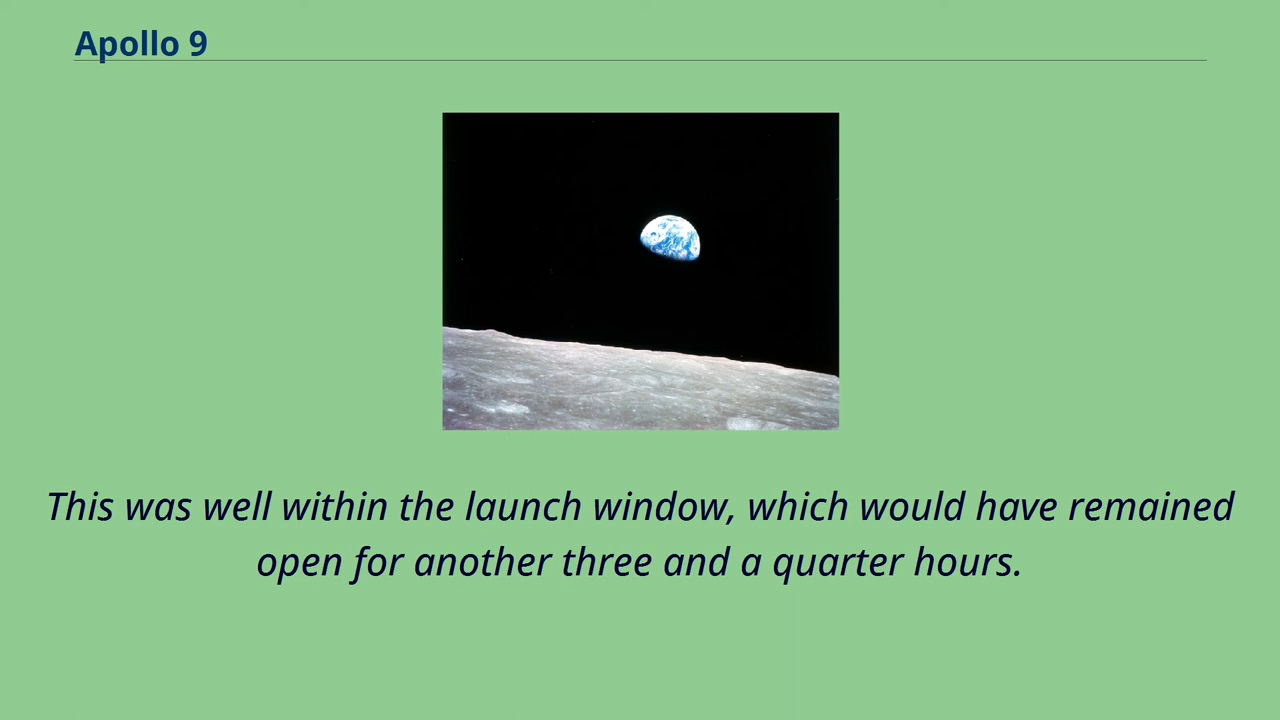 Apollo 9
This was well within the launch window, which would have remained
open for another three and a quarter hours.